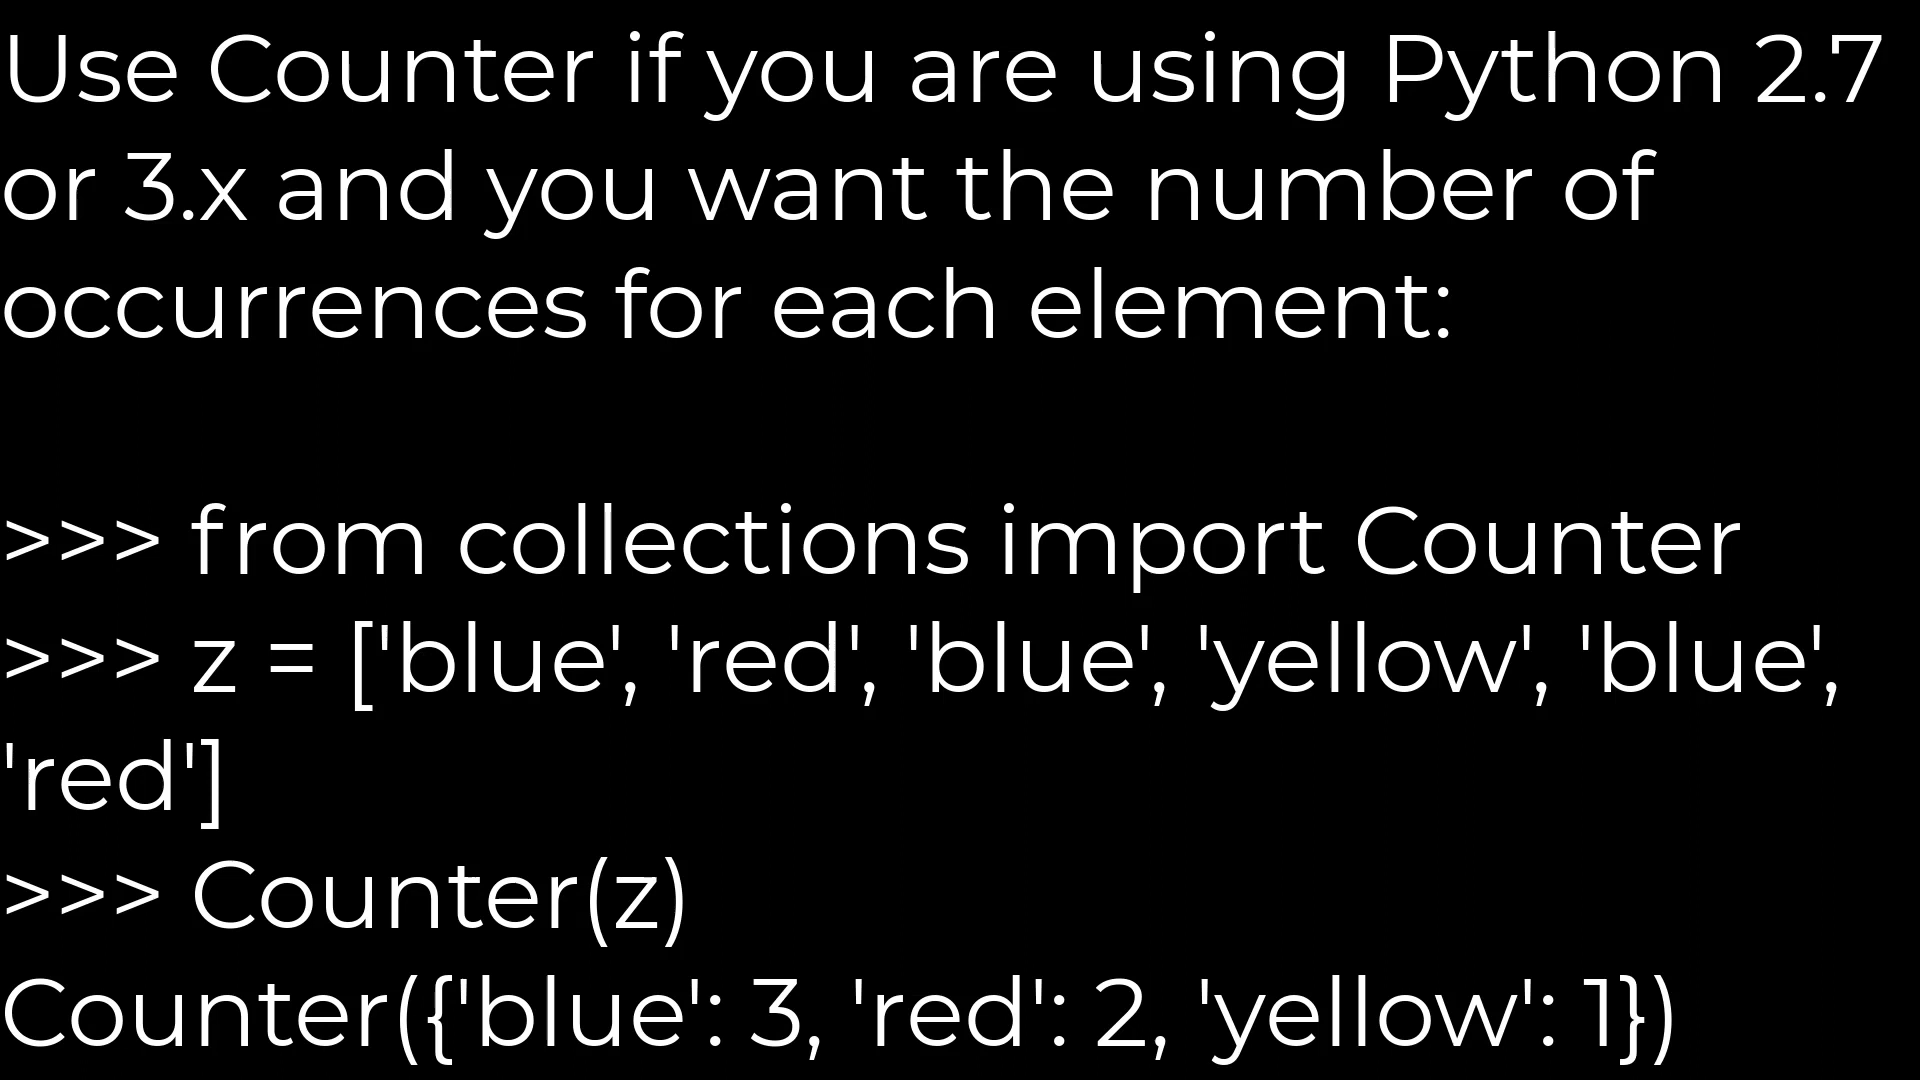 Use Counter if you are using Python 2.7
or 3.x and you want the number of
occurrences for each element:
>>> from collections import Counter
>>> z = ['blue', 'red', 'blue', 'yellow', 'blue',
'red']
>>> Counter(z)
Counter({'blue': 3, 'red': 2, 'yellow': 1})